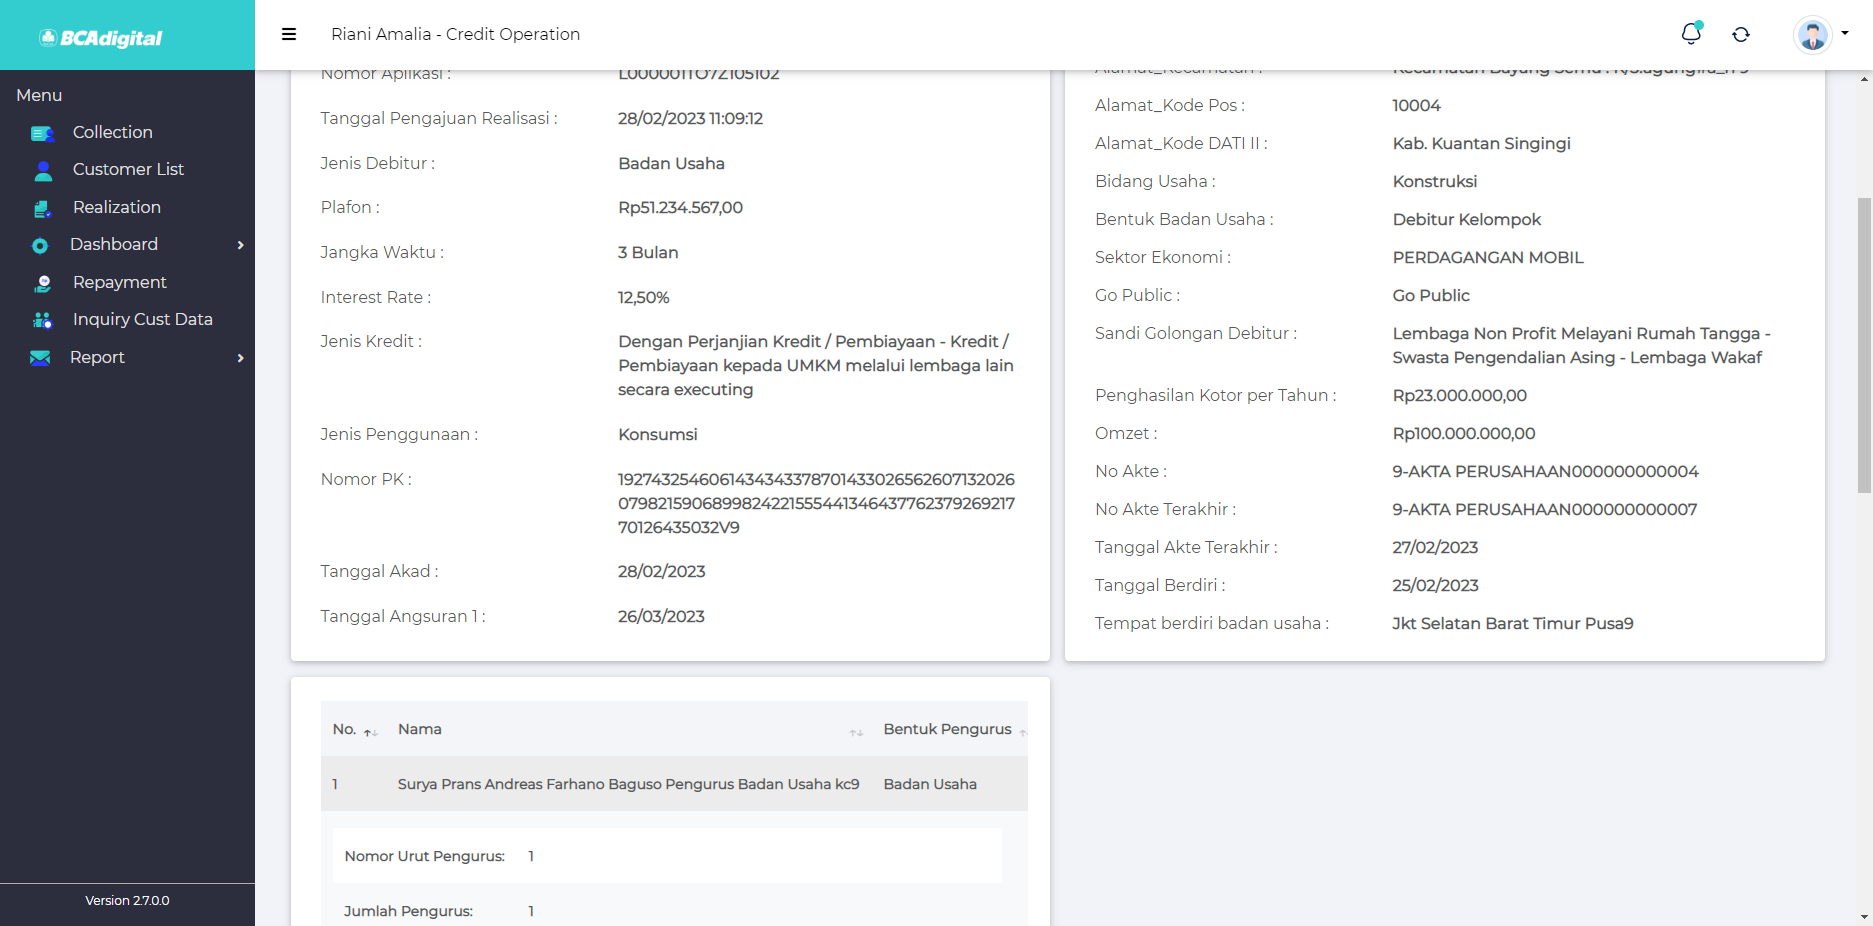 BCAdigital
Riani Amalia - Credit Operation
Menu
Collection
Customer List
Realization
Dashboard
Repayment
Inquiry Cust Data
Report
Version 2.7.0.0
Nomor Aplikasi :
Tanggal Pengajuan Realisasi : 28/02/2023 11:09:12
Jenis Debitur : Badan Usaha
Plafon : Rp51.234.567,00
Jangka Waktu : 3 Bulan
Interest Rate : 12,50%
Jenis Kredit : Dengan Perjanjian Kredit / Pembiayaan - Kredit /
Pembiayaan kepada UMKM melalui lembaga lain
secara executing
Jenis Penggunaan : Konsumsi
Nomor PK : 1927432546061434343378701433026562607132026
0798215906899824221555441346437762379269217
70126435032V9
Tanggal Akad : 28/02/2023
Tanggal Angsuran 1 : 26/03/2023
Alamat_Kecamatan :
Alamat_Kode Pos : 10004
Alamat_Kode DATI II : Kab. Kuantan Singingi
Bidang Usaha : Konstruksi
Bentuk Badan Usaha : Debitur Kelompok
Sektor Ekonomi : PERDAGANGAN MOBIL
Go Public : Go Public
Sandi Golongan Debitur : Lembaga Non Profit Melayani Rumah Tangga -
Swasta Pengendalian Asing - Lembaga Wakaf
Penghasilan Kotor per Tahun : Rp23.000.000,00
Omzet : Rp100.000.000,00
No Akte : 9-AKTA PERUSAHAAN000000000004
No Akte Terakhir : 9-AKTA PERUSAHAAN000000000007
Tanggal Akte Terakhir : 27/02/2023
Tanggal Berdiri : 25/02/2023
Tempat berdiri badan usaha : Jkt Selatan Barat Timur Pusa9
No. Nama Bentuk Pengurus
1 Surya Prans Andreas Farhano Baguso Pengurus Badan Usaha kc9 Badan Usaha
Nomor Urut Pengurus: 1
Jumlah Pengurus: 1